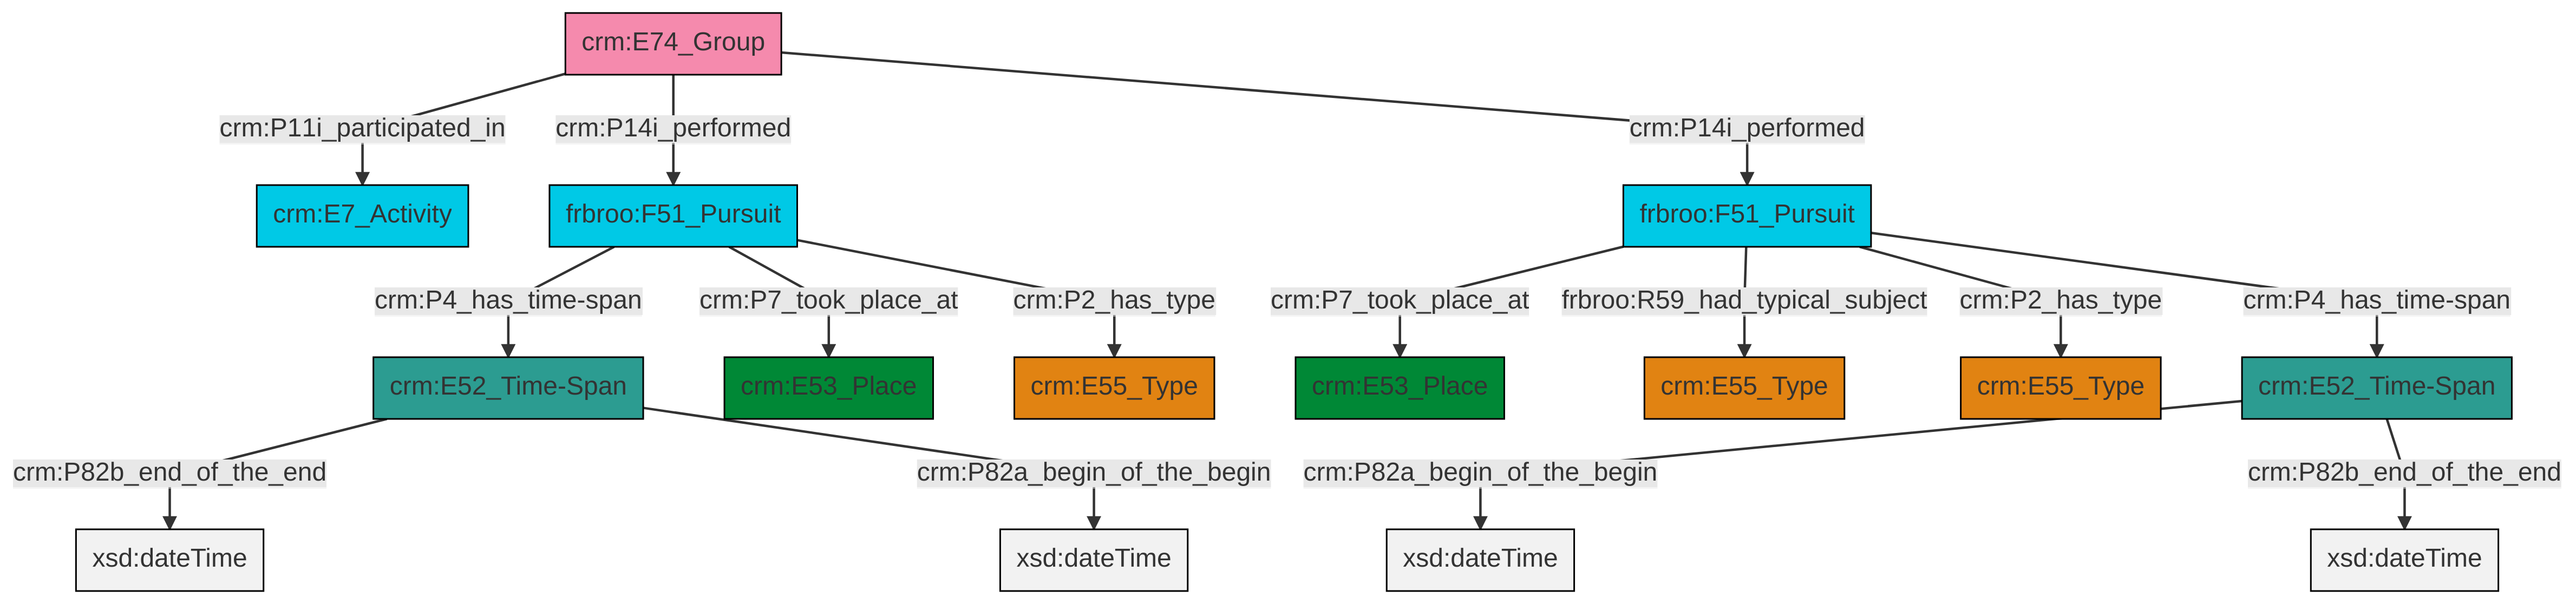 crm:E74_Group
crm:P11i_participated_in
crm:P14i_performed
crm:P14i_performed
crm:E7_Activity
frbroo:F51_Pursuit
frbroo:F51_Pursuit
crm:P4_has_time-span
crm:P7_took_place_at
crm:P2_has_type
crm:P7_took_place_at
frbroo:R59_had_typical_subject
crm:P2_has_type
crm:P4_has_time-span
crm:E52_Time-Span
crm:E53_Place
crm:E55_Type
crm:E53_Place
crm:E55_Type
crm:E55_Type
crm:E52_Time-Span
crm:P82b_end_of_the_end
crm:P82a_begin_of_the_begin
crm:P82a_begin_of_the_begin
crm:P82b_end_of_the_end
xsd:dateTime
xsd:dateTime
xsd:dateTime
xsd:dateTime